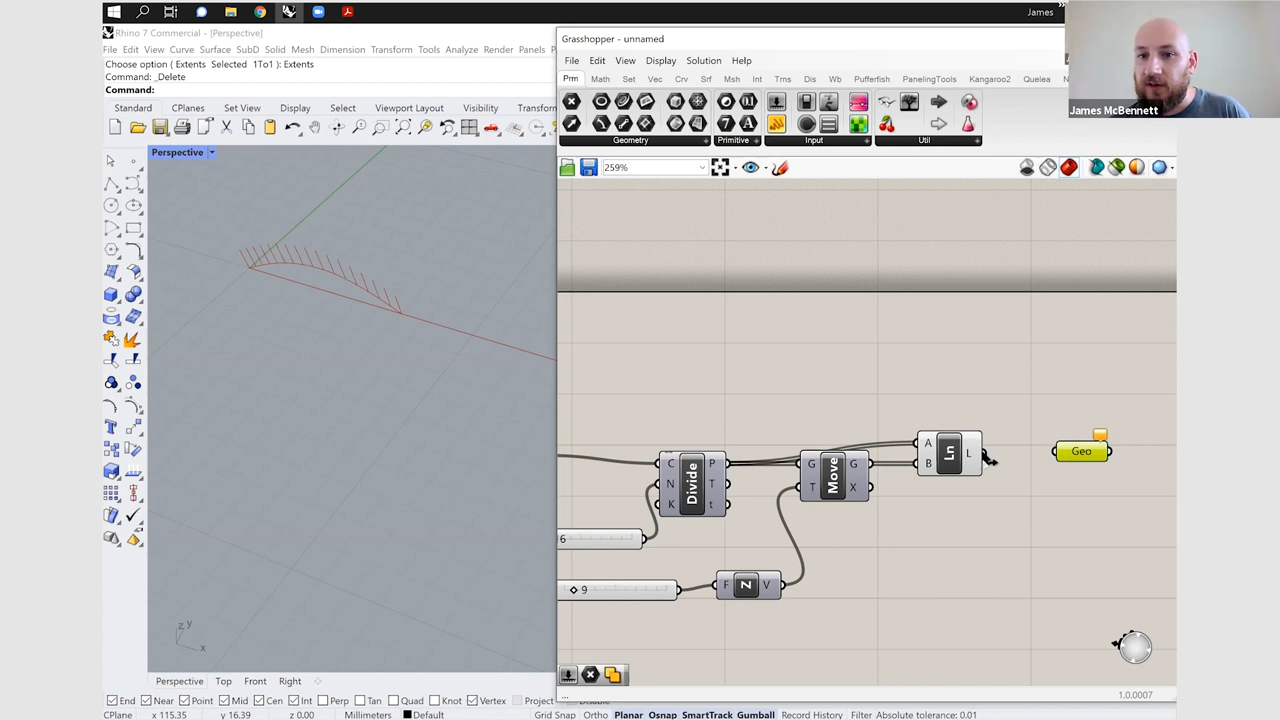 James
Rhino 7 Commercial - [Perspective]
File Edit View Curve Surface SubD Solid Mesh Dimension Transform Tools Analyze Render Panels P
Choose option ( Extents Selected 1To1 ): Extents
Command: _Delete
Command:
Standard CPlanes Set View Display Select Viewport Layout Visibility Transform
Perspective
z y
x
Perspective Top Front Right
End Near Point Mid Cen Int Perp Tan Quad Knot Vertex Project
CPlane x 115.35 y 16.39 z 0.00 Millimeters Default Grid Snap Ortho Planar Osnap SmartTrack Gumball Record History Filter Absolute tolerance: 0.01
Grasshopper - unnamed
File Edit View Display Solution Help
Prm Math Set Vec Crv Srf Msh Int Trns Dis Wb Pufferfish PanelingTools Kangaroo2 Quelea
Geometry Primitive Input Util
259%
C N K Divide P T t
G T Move G X
A B Ln L
Geo
6
9
F Z V
...
1.0.0007
James McBennett